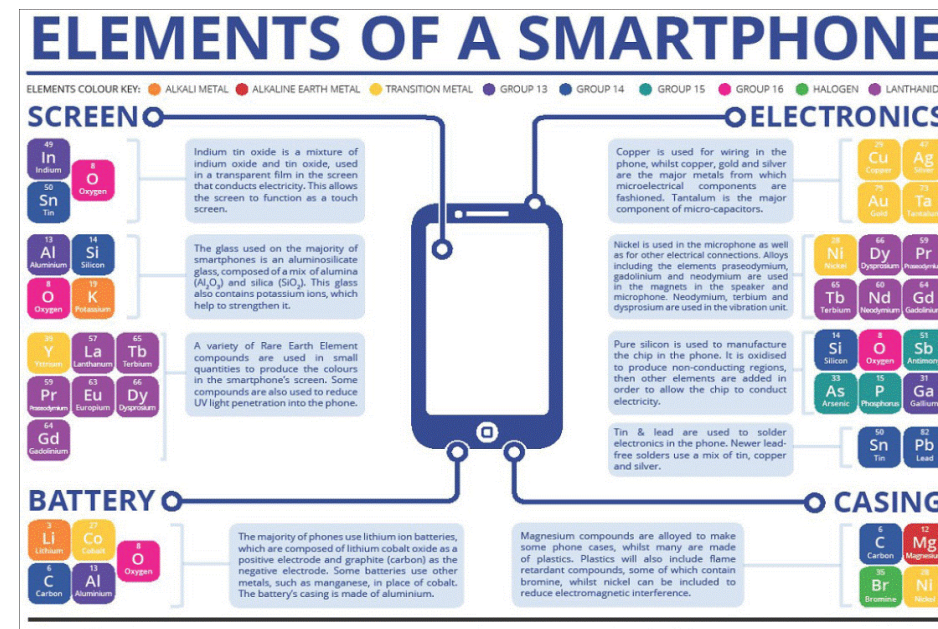 ELEMENTS OF A SMARTPHONE
ELEMENTS COLOUR KEY: ALKALI METAL ALKALINE EARTH METAL TRANSITION METAL GROUP 13 GROUP 14 GROUP 15 GROUP 16 HALOGEN LANTHANID
SCREEN
49
In
Indium
8
O
Oxygen
50
Sn
Tin
Indium tin oxide is a mixture of
indium oxide and tin oxide, used
in a transparent film in the screen
that conducts electricity. This allows
the screen to function as a touch
screen.
13
Al
Aluminium
14
Si
Silicon
8
O
Oxygen
19
K
Potassium
The glass used on the majority of
smartphones is an aluminosilicate
glass, composed of a mix of alumina
(Al₂O₃) and silica (SiO₂). This glass
also contains potassium ions, which
help to strengthen it.
39
Y
Yttrium
57
La
Lanthanum
65
Tb
Terbium
59
Pr
Praseodymium
63
Eu
Europium
66
Dy
Dysprosium
64
Gd
Gadolinium
A variety of Rare Earth Element
compounds are used in small
quantities to produce the colours
in the smartphone's screen. Some
compounds are also used to reduce
UV light penetration into the phone.
ELECTRONICS
Copper is used for wiring in the
phone, whilst copper, gold and silver
are the major metals from which
microelectrical components are
fashioned. Tantalum is the major
component of micro-capacitors.
29
Cu
Copper
47
Ag
Silver
Au
Gold
73
Ta
Tantalum
Nickel is used in the microphone as well
as for other electrical connections. Alloys
including the elements praseodymium,
gadolinium and neodymium are used
in the magnets in the speaker and
microphone. Neodymium, terbium and
dysprosium are used in the vibration unit.
28
Ni
Nickel
66
Dy
Dysprosium
59
Pr
Praseodymium
65
Tb
Terbium
60
Nd
Neodymium
64
Gd
Gadolinium
Pure silicon is used to manufacture
the chip in the phone. It is oxidised
to produce non-conducting regions,
then other elements are added in
order to allow the chip to conduct
electricity.
14
Si
Silicon
8
O
Oxygen
51
Sb
Antimony
33
As
Arsenic
15
P
Phosphorus
31
Ga
Gallium
Tin & lead are used to solder
electronics in the phone. Newer lead-
free solders use a mix of tin, copper
and silver.
50
Sn
Tin
82
Pb
Lead
BATTERY
3
Li
Lithium
27
Co
Cobalt
8
O
Oxygen
6
C
Carbon
13
Al
Aluminium
The majority of phones use lithium ion batteries,
which are composed of lithium cobalt oxide as a
positive electrode and graphite (carbon) as the
negative electrode. Some batteries use other
metals, such as manganese, in place of cobalt.
The battery's casing is made of aluminium.
CASING
Magnesium compounds are alloyed to make
some phone cases, whilst many are made
of plastics. Plastics will also include flame
retardant compounds, some of which contain
bromine, whilst nickel can be included to
reduce electromagnetic interference.
6
C
Carbon
12
Mg
Magnesium
35
Br
Bromine
28
Ni
Nickel